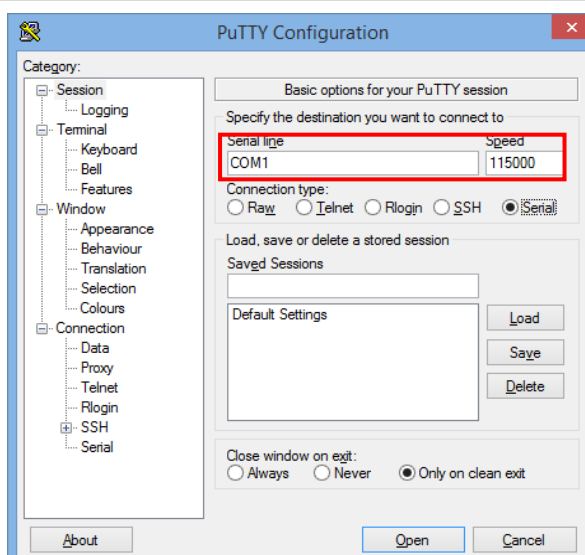 PuTTY Configuration
Category:
Session
Logging
Terminal
Keyboard
Bell
Features
Window
Appearance
Behaviour
Translation
Selection
Colours
Connection
Data
Proxy
Telnet
Rlogin
SSH
Serial
Basic options for your PuTTY session
Specify the destination you want to connect to
Serial line Speed
COM1 115000
Connection type:
Raw Telnet Rlogin SSH Serial
Load, save or delete a stored session
Saved Sessions
Default Settings
Load
Save
Delete
Close window on exit:
Always Never Only on clean exit
About Open Cancel